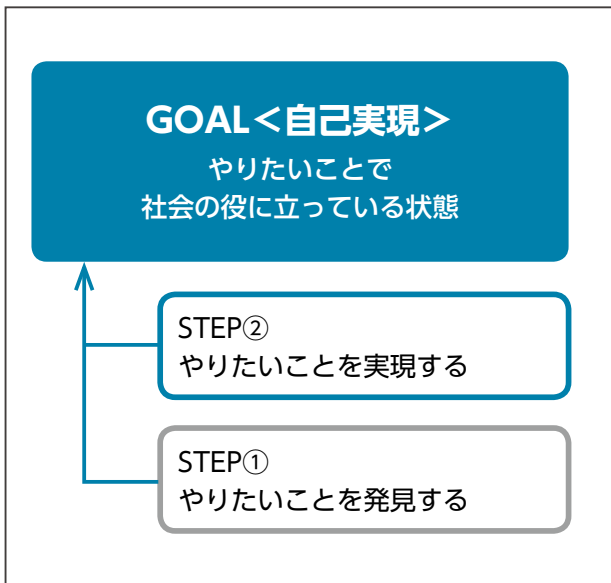 GOAL＜自己実現＞
やりたいことで
社会の役に立っている状態
STEP②
やりたいことを実現する
STEP①
やりたいことを発見する